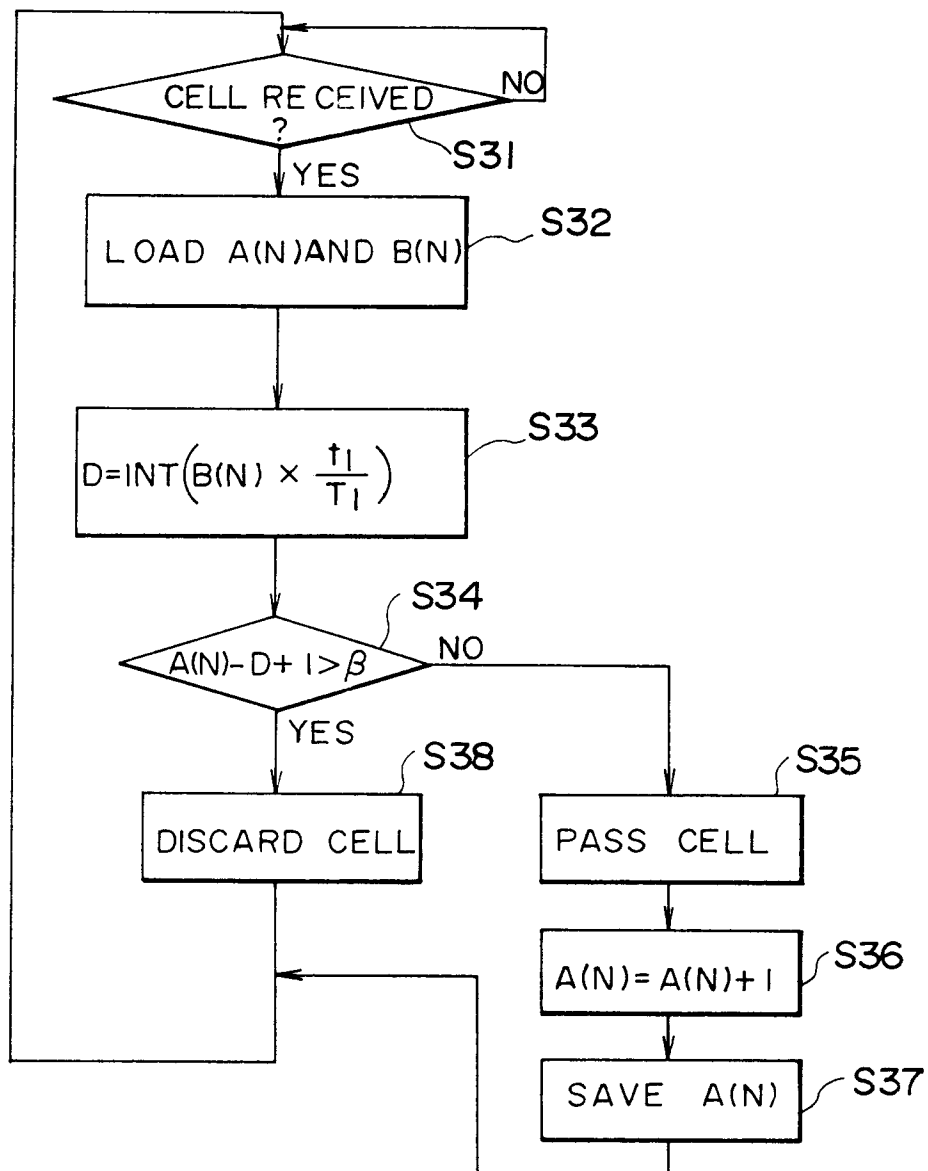 CELL RECEIVED
?
NO
S31
YES
S32
LOAD A(N) AND B(N)
S33
D=INT(B(N) × t1/T1)
S34
A(N)-D+1>β
NO
YES
S38
S35
DISCARD CELL
PASS CELL
S36
A(N)=A(N)+1
S37
SAVE A(N)